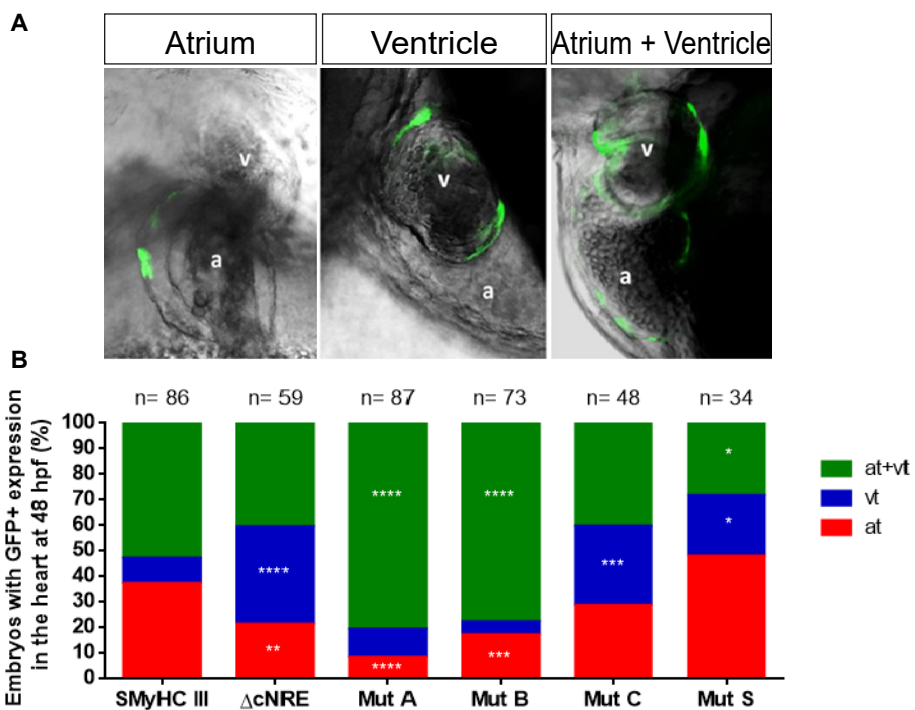 A
Atrium
Ventricle
Atrium + Ventricle
v
a
v
a
v
a
B
Embryos with GFP+ expression
in the heart at 48 hpf (%)
n= 86
n= 59
n= 87
n= 73
n= 48
n= 34
100
90
80
70
60
50
40
30
20
10
0
****
**
****
****
****
***
***
*
*
at+vt
vt
at
SMyHC III
ΔcNRE
Mut A
Mut B
Mut C
Mut S